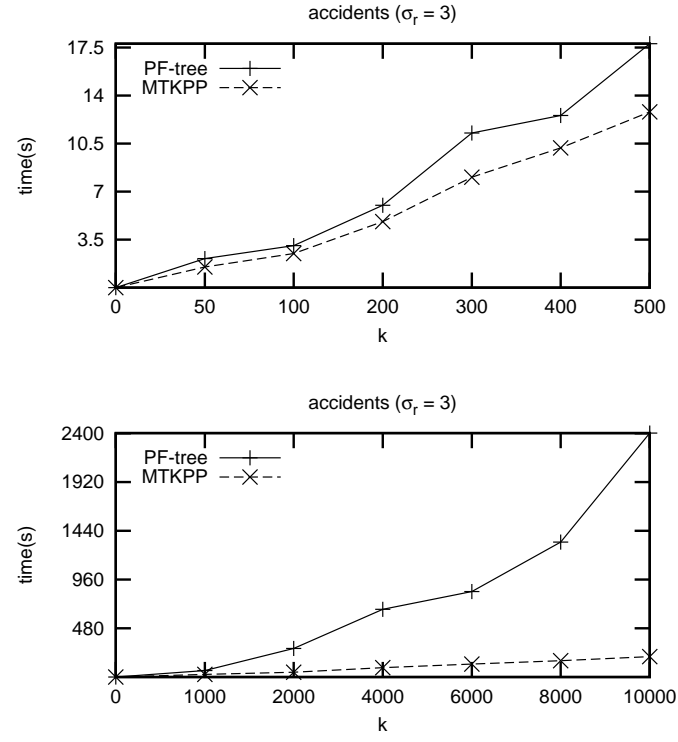 accidents (σr = 3)
17.5
14
10.5
7
3.5
time(s)
PF-tree
MTKPP
0 50 100 200 300 400 500
k
accidents (σr = 3)
2400
1920
1440
960
480
time(s)
PF-tree
MTKPP
0 1000 2000 4000 6000 8000 10000
k